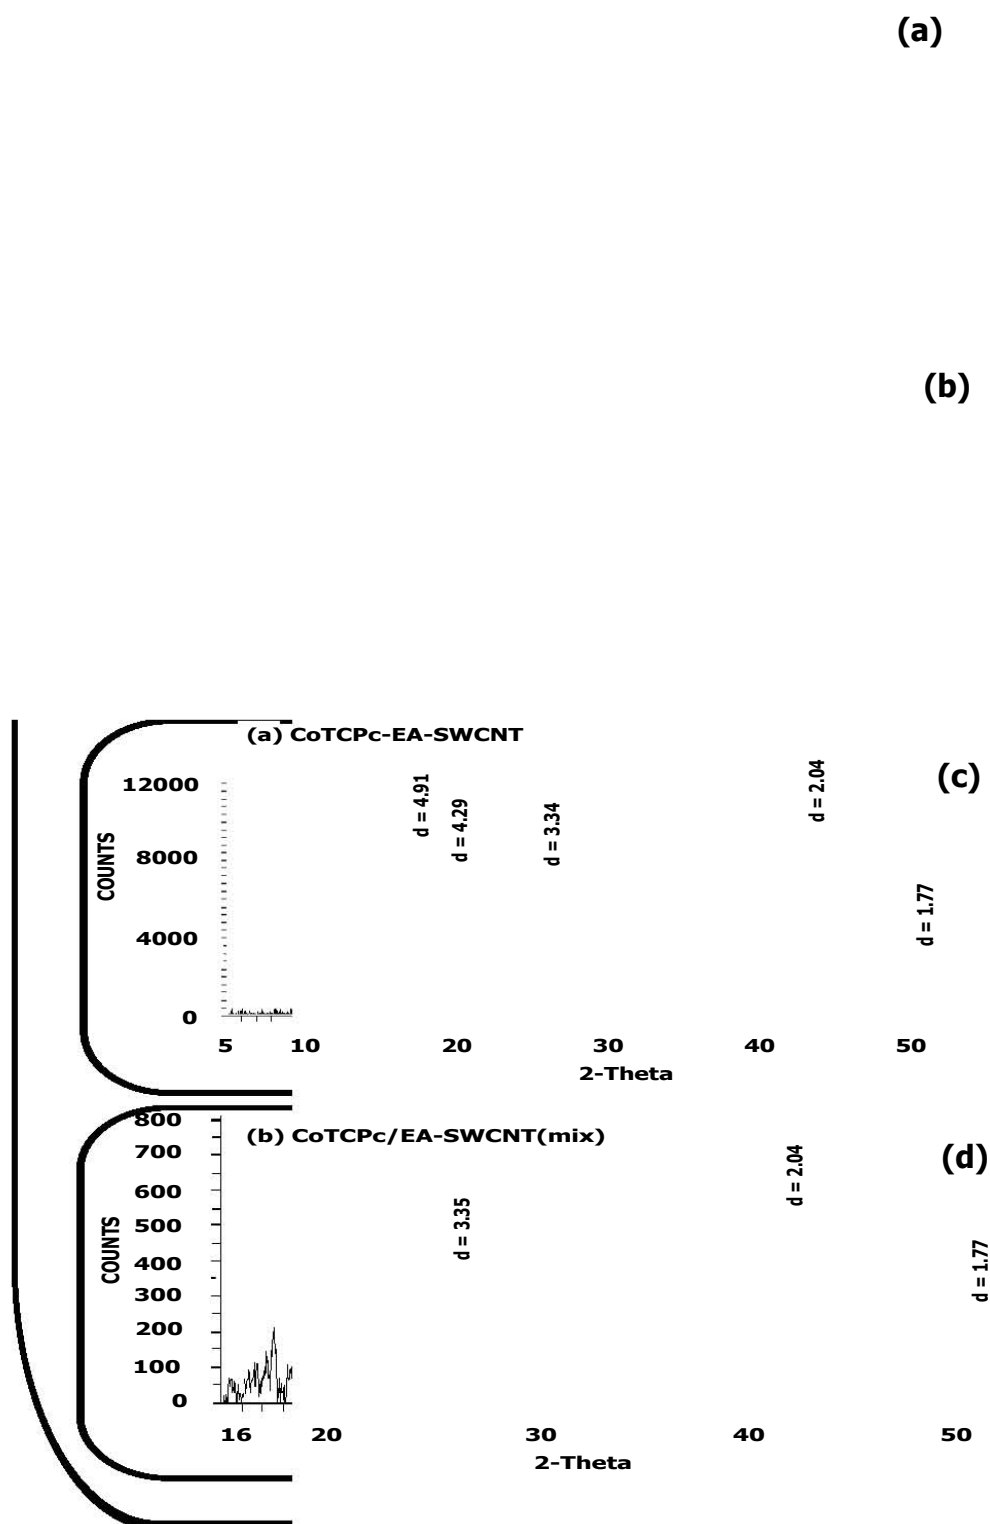 (a)
(b)
(a) CoTCPc-EA-SWCNT
(c)
12000
8000
4000
0
COUNTS
d = 4.91
d = 4.29
d = 3.34
d = 2.04
d = 1.77
5 10 20 30 40 50
2-Theta
(b) CoTCPc/EA-SWCNT(mix)
(d)
800
700
600
500
400
300
200
100
0
COUNTS
d = 3.35
d = 2.04
d = 1.77
16 20 30 40 50
2-Theta